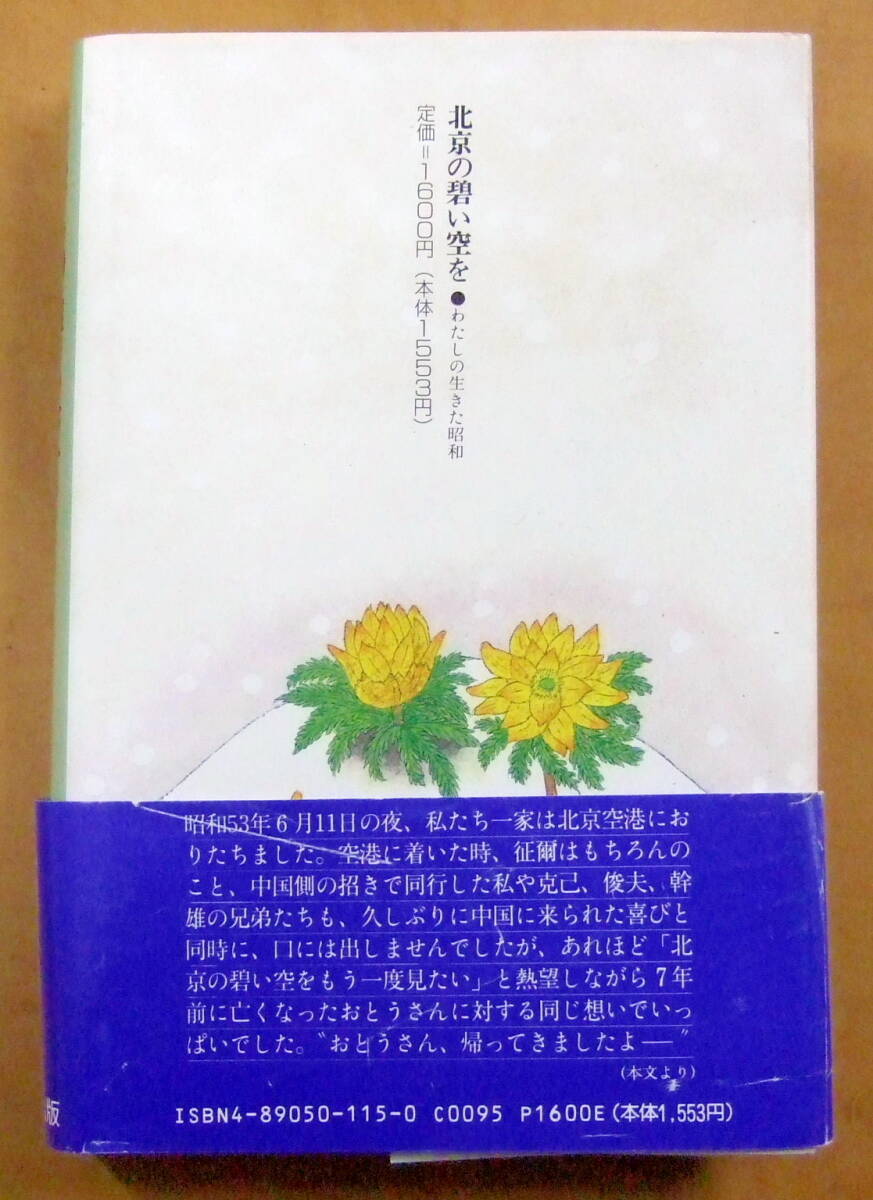 北京の碧い空を●わたしの生きた昭和
定価=1600円(本体1553円)
昭和53年6月11日の夜、私たち一家は北京空港にお
りたちました。空港に着いた時、征爾はもちろんの
こと、中国側の招きで同行した私や克己、俊夫、幹
雄の兄弟たちも、久しぶりに中国に来られた喜びと
同時に、口には出しませんでしたが、あれほど「北
京の碧い空をもう一度見たい」と熱望しながら7年
前に亡くなったおとうさんに対する同じ想いでいっ
ぱいでした。〝おとうさん、帰ってきましたよ──〟
(本文より)
版
ISBN4-89050-115-0 C0095 P1600E(本体1,553円)